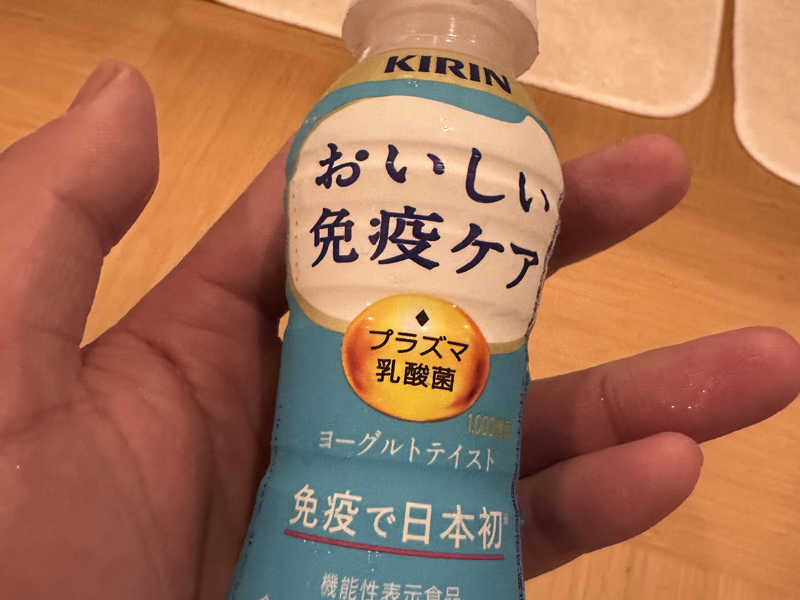 KIRIN
おいしい
免疫ケア
プラズマ
乳酸菌
ヨーグルトテイスト
免疫で日本初
機能性表示食品